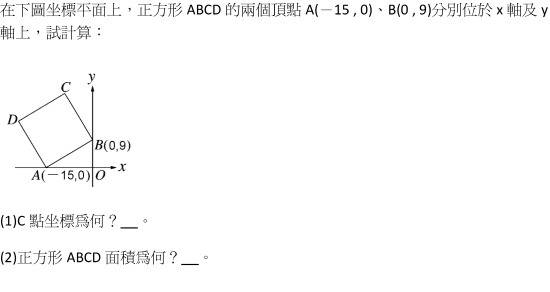 在下圖坐標平面上，正方形 ABCD 的兩個頂點 A(－15 , 0)、B(0 , 9)分別位於 x 軸及 y
軸上，試計算：
y
C
D
B(0,9)
A(－15,0) O x
(1)C 點坐標爲何？__。
(2)正方形 ABCD 面積爲何？__。